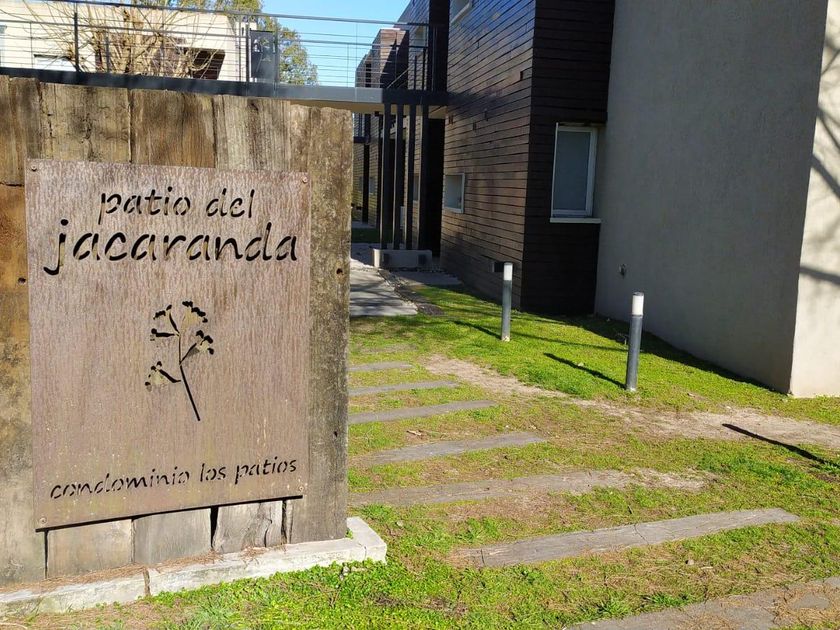 patio del
jacaranda
condominio los patios